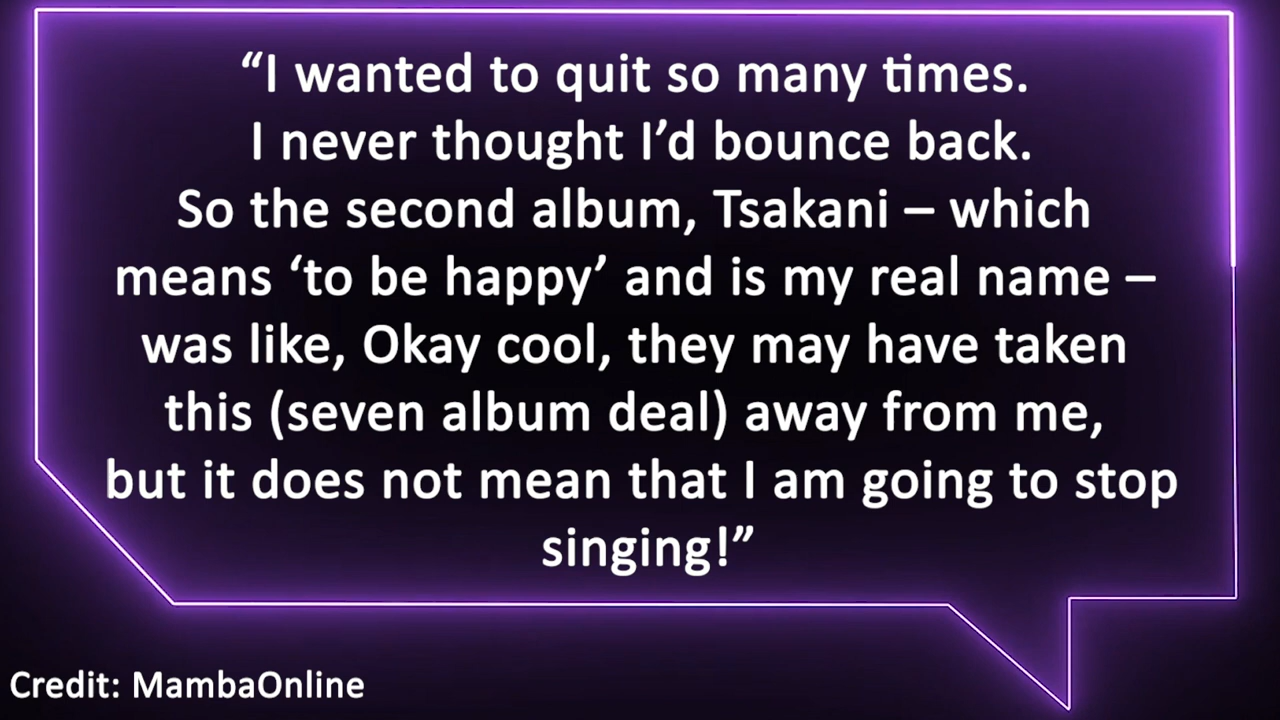 “I wanted to quit so many times.
I never thought I’d bounce back.
So the second album, Tsakani – which
means ‘to be happy’ and is my real name –
was like, Okay cool, they may have taken
this (seven album deal) away from me,
but it does not mean that I am going to stop
singing!”
Credit: MambaOnline